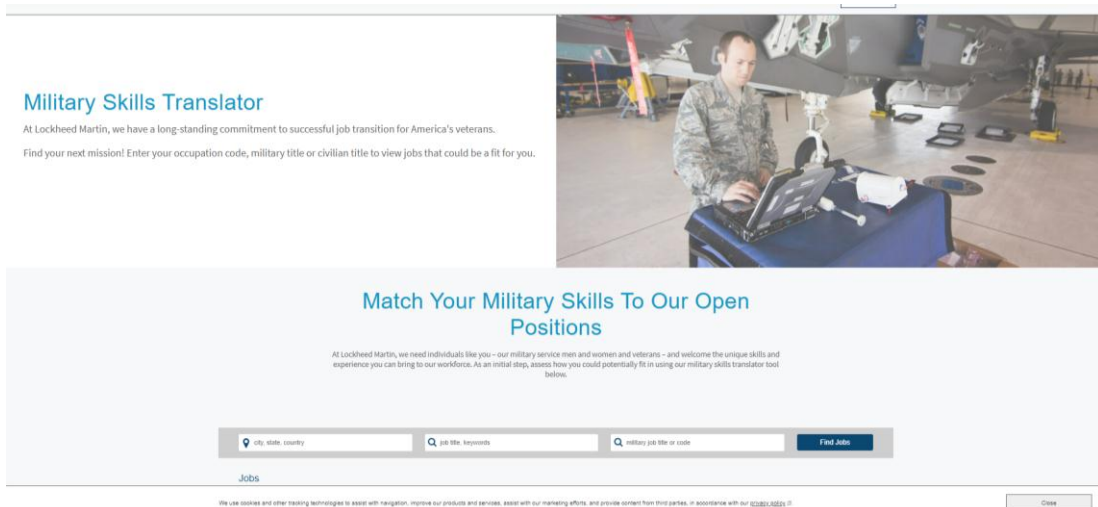 Military Skills Translator
At Lockheed Martin, we have a long-standing commitment to successful job transition for America's veterans.
Find your next mission! Enter your occupation code, military title or civilian title to view jobs that could be a fit for you.
Match Your Military Skills To Our Open
Positions
At Lockheed Martin, we need individuals like you – our military service men and women and veterans – and welcome the unique skills and
experience you can bring to our workforce. As an initial step, assess how you could potentially fit in using our military skills translator tool
below.
city, state, country
job title, keywords
military job title or code
Find Jobs
Jobs
We use cookies and other tracking technologies to assist with navigation, improve our products and services, assist with our marketing efforts, and provide content from third parties, in accordance with our privacy policy
Close